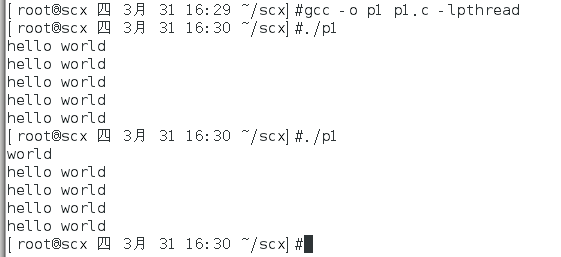 [root@scx 四 3月 31 16:29 ~/scx]#gcc -o p1 p1.c -lpthread
[root@scx 四 3月 31 16:30 ~/scx]#./p1
hello world
hello world
hello world
hello world
hello world
[root@scx 四 3月 31 16:30 ~/scx]#./p1
world
hello world
hello world
hello world
hello world
[root@scx 四 3月 31 16:30 ~/scx]#